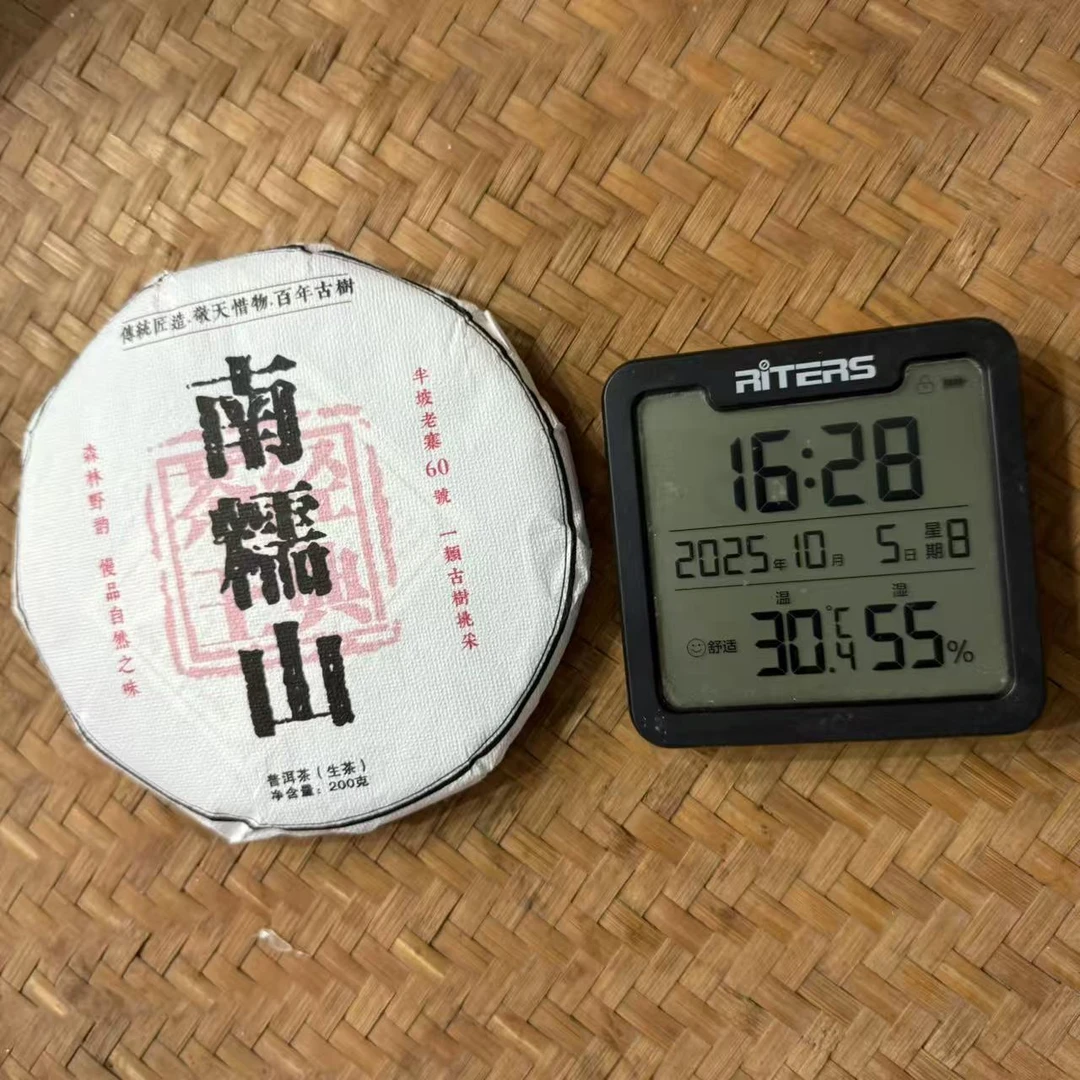 傳統匠造·敬天惜物·百年古樹
南糯山
半坡老寨60號 一類古樹挑采
森林野韵 慢品自然之味
普洱茶（生茶）
净含量：200克
RITERS
16:28
2025年10月 5日 星期8
温 湿
舒适 30.4℃ 55%